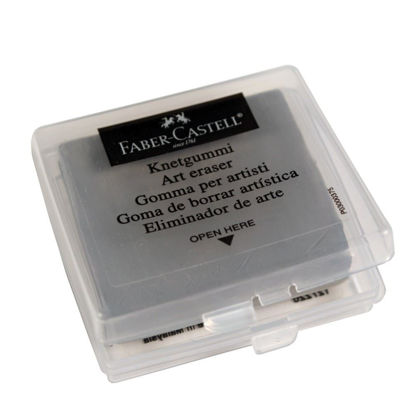 FABER-CASTELL
since 1761
Knetgummi
Art eraser
Gomma per artisti
Goma de borrar artística
Eliminador de arte
OPEN HERE
P03000375